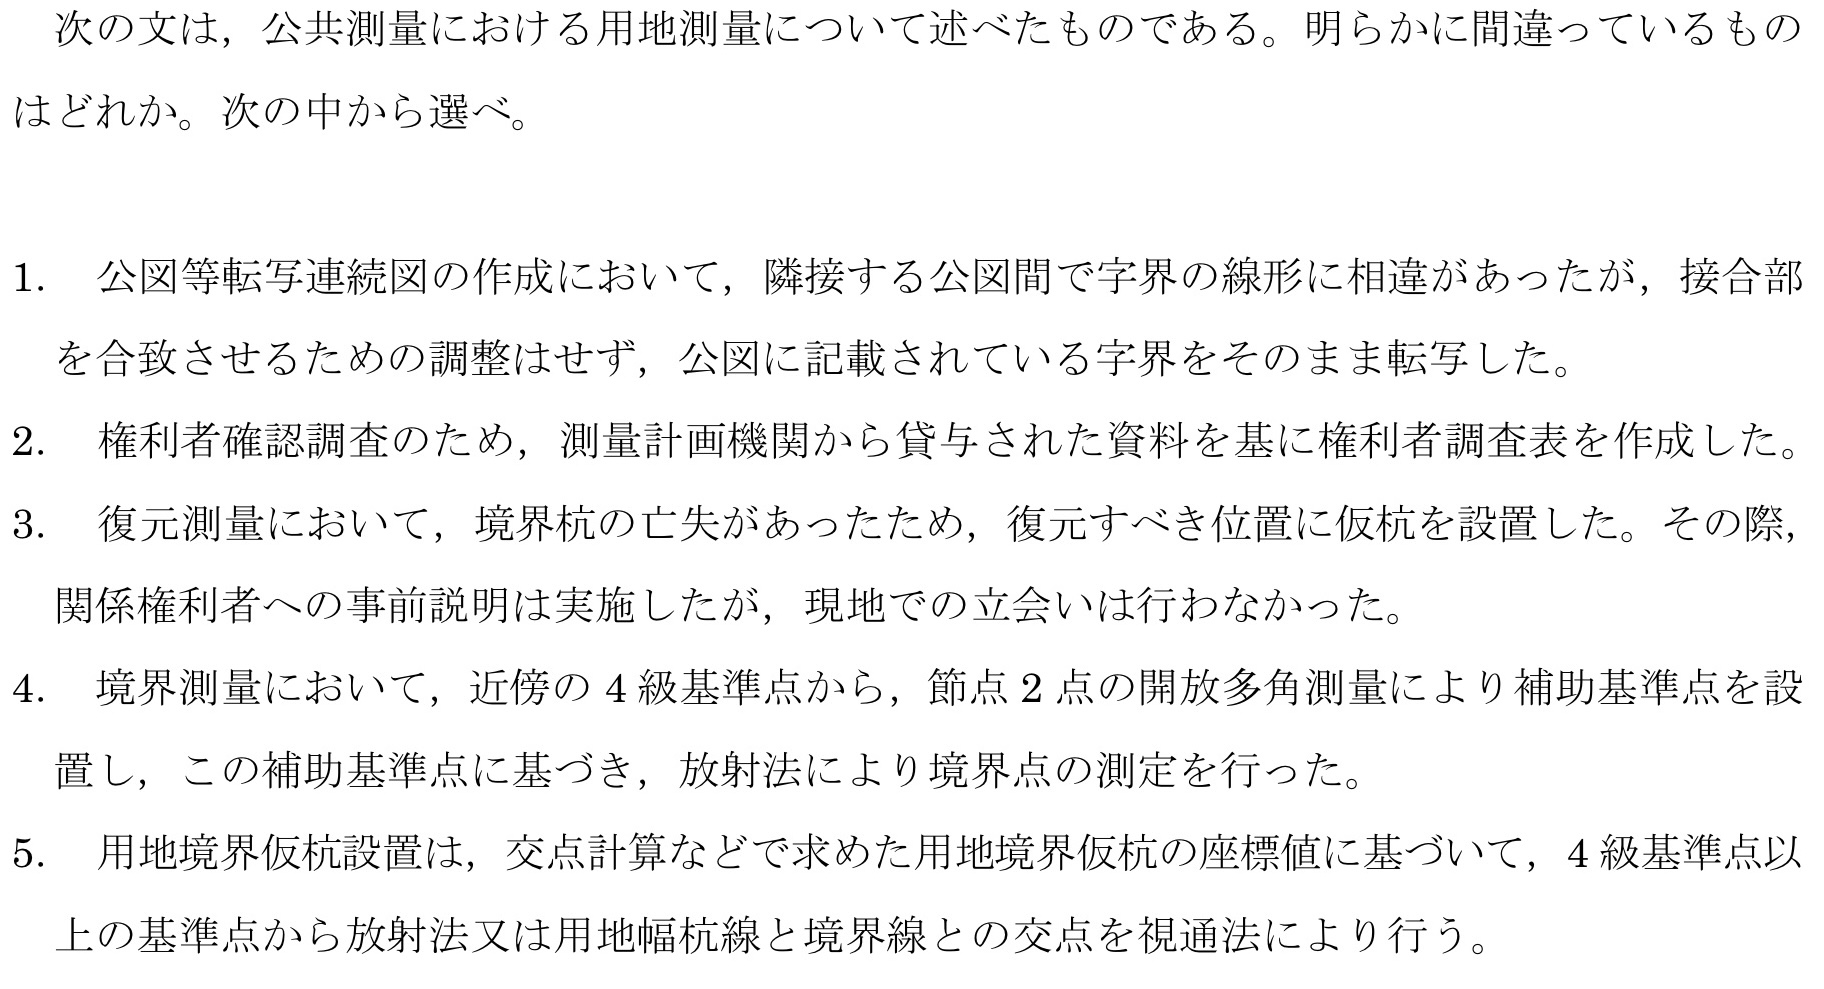 次の文は，公共測量における用地測量について述べたものである。明らかに間違っているもの
はどれか。次の中から選べ。
1.　公図等転写連続図の作成において，隣接する公図間で字界の線形に相違があったが，接合部
を合致させるための調整はせず，公図に記載されている字界をそのまま転写した。
2.　権利者確認調査のため，測量計画機関から貸与された資料を基に権利者調査表を作成した。
3.　復元測量において，境界杭の亡失があったため，復元すべき位置に仮杭を設置した。その際，
関係権利者への事前説明は実施したが，現地での立会いは行わなかった。
4.　境界測量において，近傍の 4 級基準点から，節点 2 点の開放多角測量により補助基準点を設
置し，この補助基準点に基づき，放射法により境界点の測定を行った。
5.　用地境界仮杭設置は，交点計算などで求めた用地境界仮杭の座標値に基づいて，4 級基準点以
上の基準点から放射法又は用地幅杭線と境界線との交点を視通法により行う。